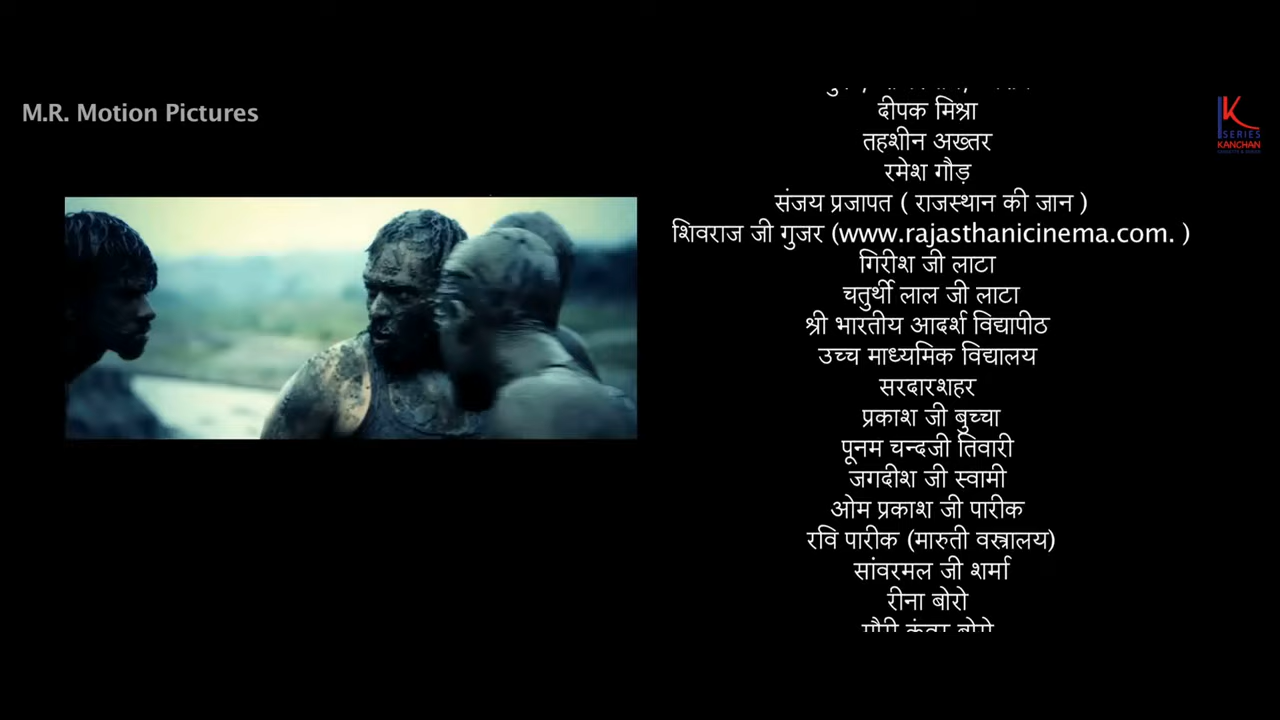 M.R. Motion Pictures
K
SERIES
KANCHAN
दीपक मिश्रा
तहशीन अख्तर
रमेश गौड़
संजय प्रजापत ( राजस्थान की जान )
शिवराज जी गुजर (www.rajasthanicinema.com. )
गिरीश जी लाटा
चतुर्थी लाल जी लाटा
श्री भारतीय आदर्श विद्यापीठ
उच्च माध्यमिक विद्यालय
सरदारशहर
प्रकाश जी बुच्चा
पूनम चन्दजी तिवारी
जगदीश जी स्वामी
ओम प्रकाश जी पारीक
रवि पारीक (मारुती वस्त्रालय)
सांवरमल जी शर्मा
रीना बोरो